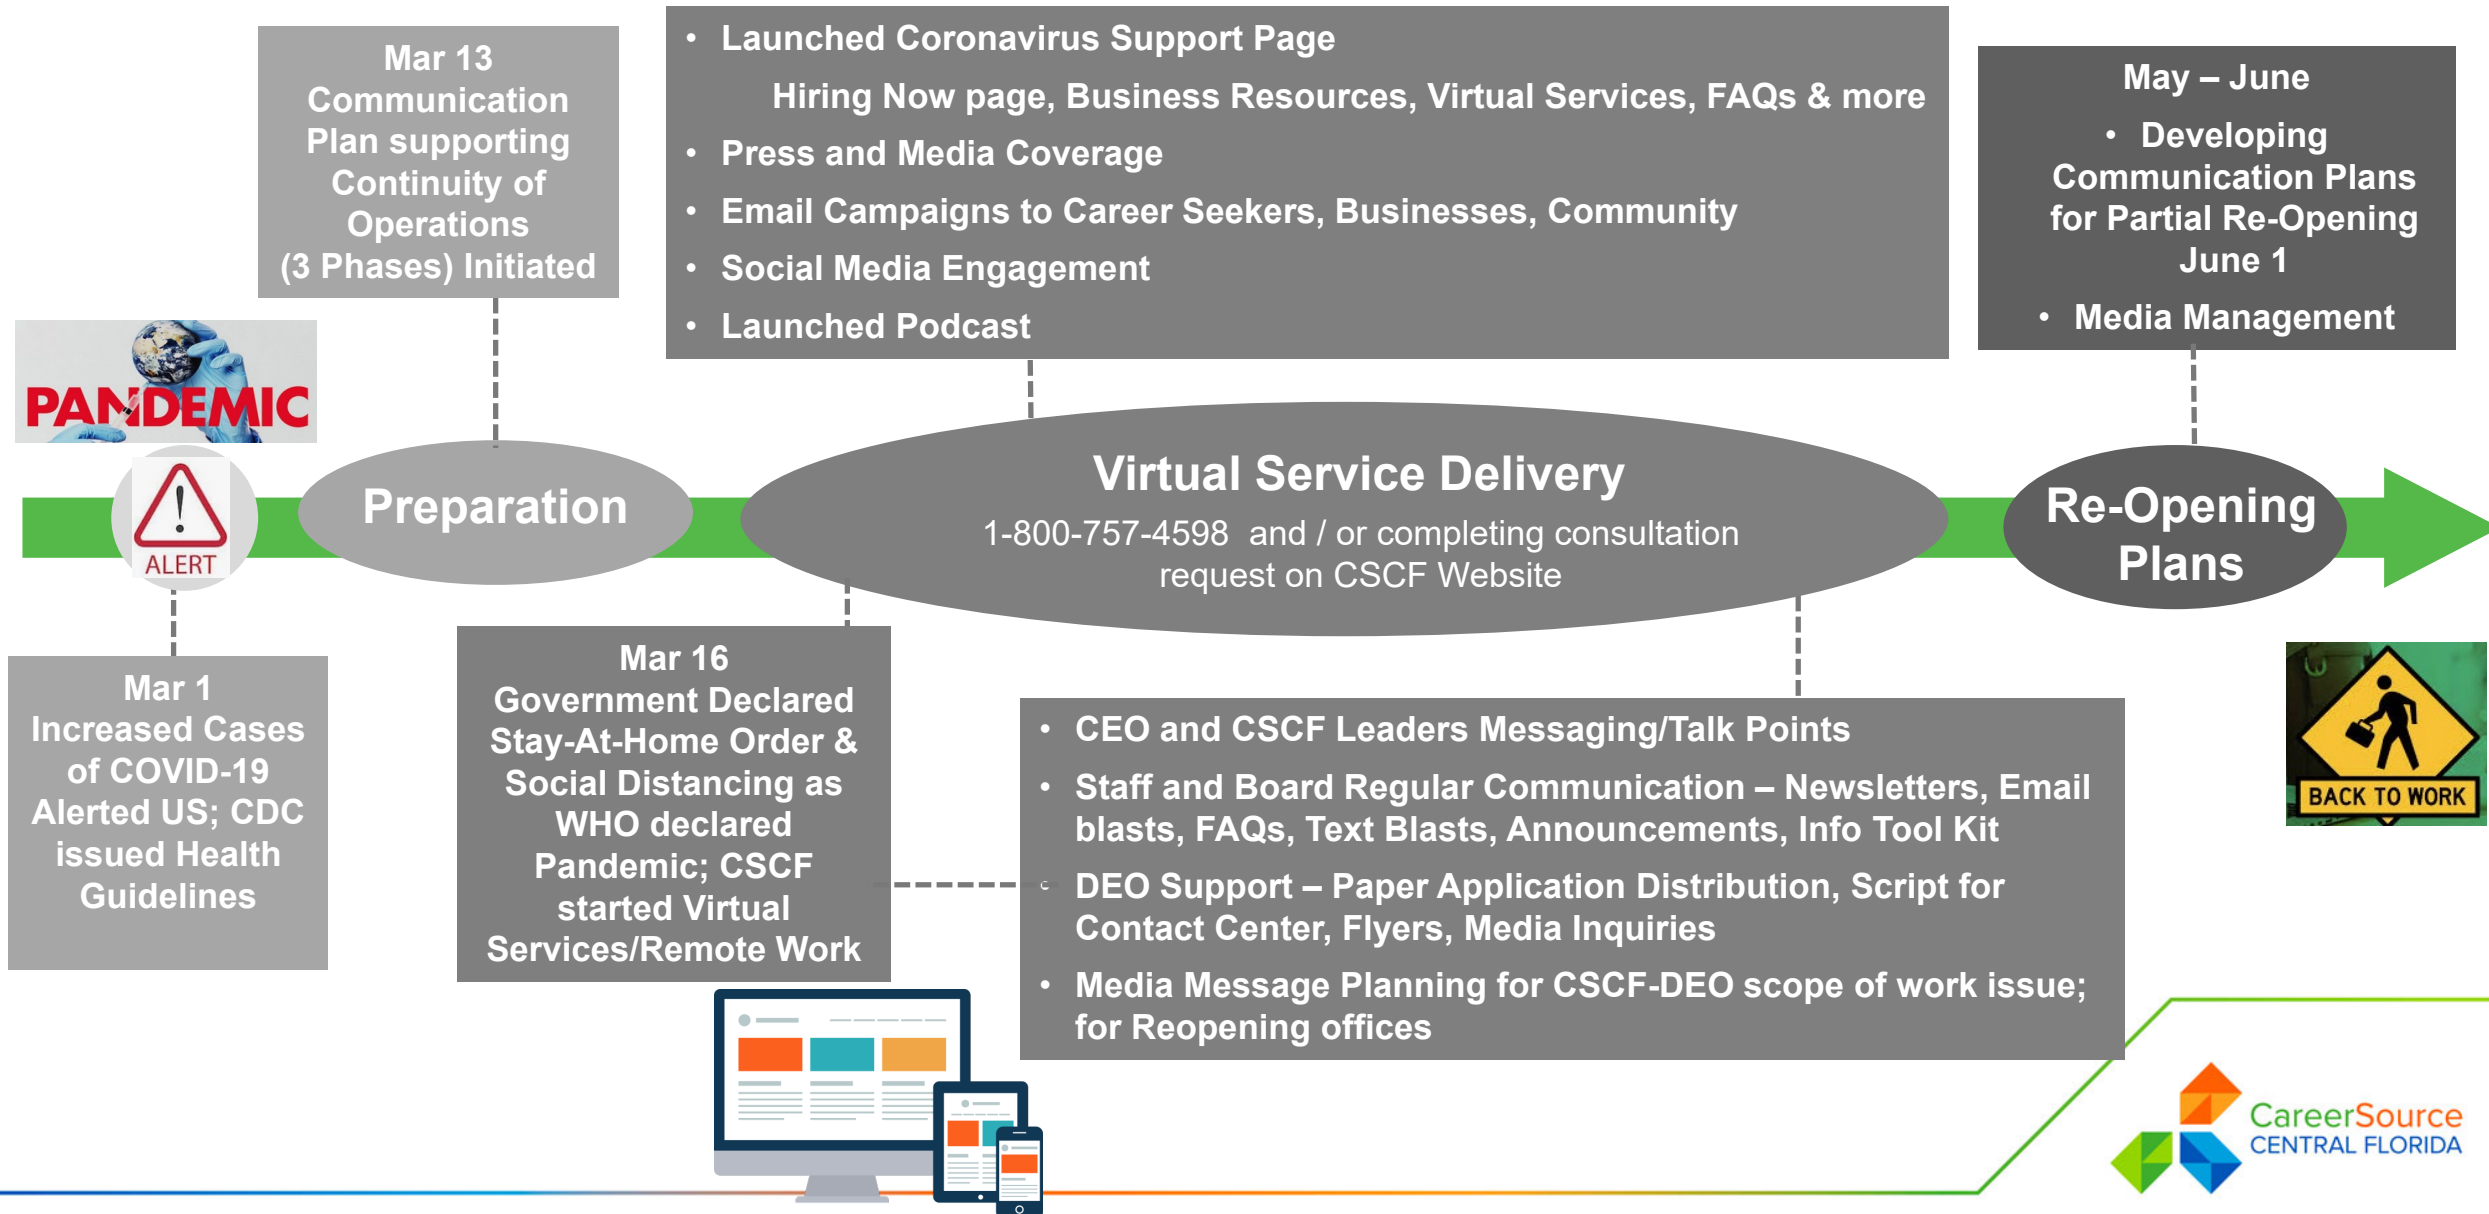 Mar 13
Communication
Plan supporting
Continuity of
Operations
(3 Phases) Initiated
• Launched Coronavirus Support Page
Hiring Now page, Business Resources, Virtual Services, FAQs & more
• Press and Media Coverage
• Email Campaigns to Career Seekers, Businesses, Community
• Social Media Engagement
• Launched Podcast
May – June
• Developing
Communication Plans
for Partial Re-Opening
June 1
• Media Management
PANDEMIC
ALERT
Preparation
Virtual Service Delivery
1-800-757-4598 and / or completing consultation
request on CSCF Website
Re-Opening
Plans
Mar 1
Increased Cases
of COVID-19
Alerted US; CDC
issued Health
Guidelines
Mar 16
Government Declared
Stay-At-Home Order &
Social Distancing as
WHO declared
Pandemic; CSCF
started Virtual
Services/Remote Work
• CEO and CSCF Leaders Messaging/Talk Points
• Staff and Board Regular Communication – Newsletters, Email
blasts, FAQs, Text Blasts, Announcements, Info Tool Kit
• DEO Support – Paper Application Distribution, Script for
Contact Center, Flyers, Media Inquiries
• Media Message Planning for CSCF-DEO scope of work issue;
for Reopening offices
BACK TO WORK
CareerSource
CENTRAL FLORIDA